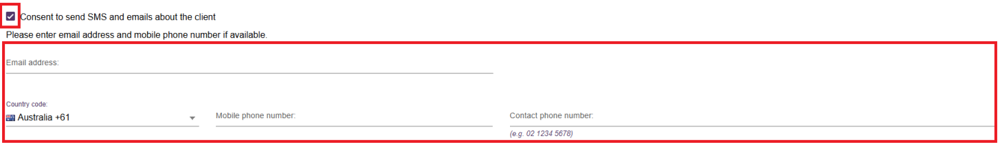 Consent to send SMS and emails about the client
Please enter email address and mobile phone number if available.
Email address:
Country code:
Australia +61
Mobile phone number:
Contact phone number:
(e.g. 02 1234 5678)